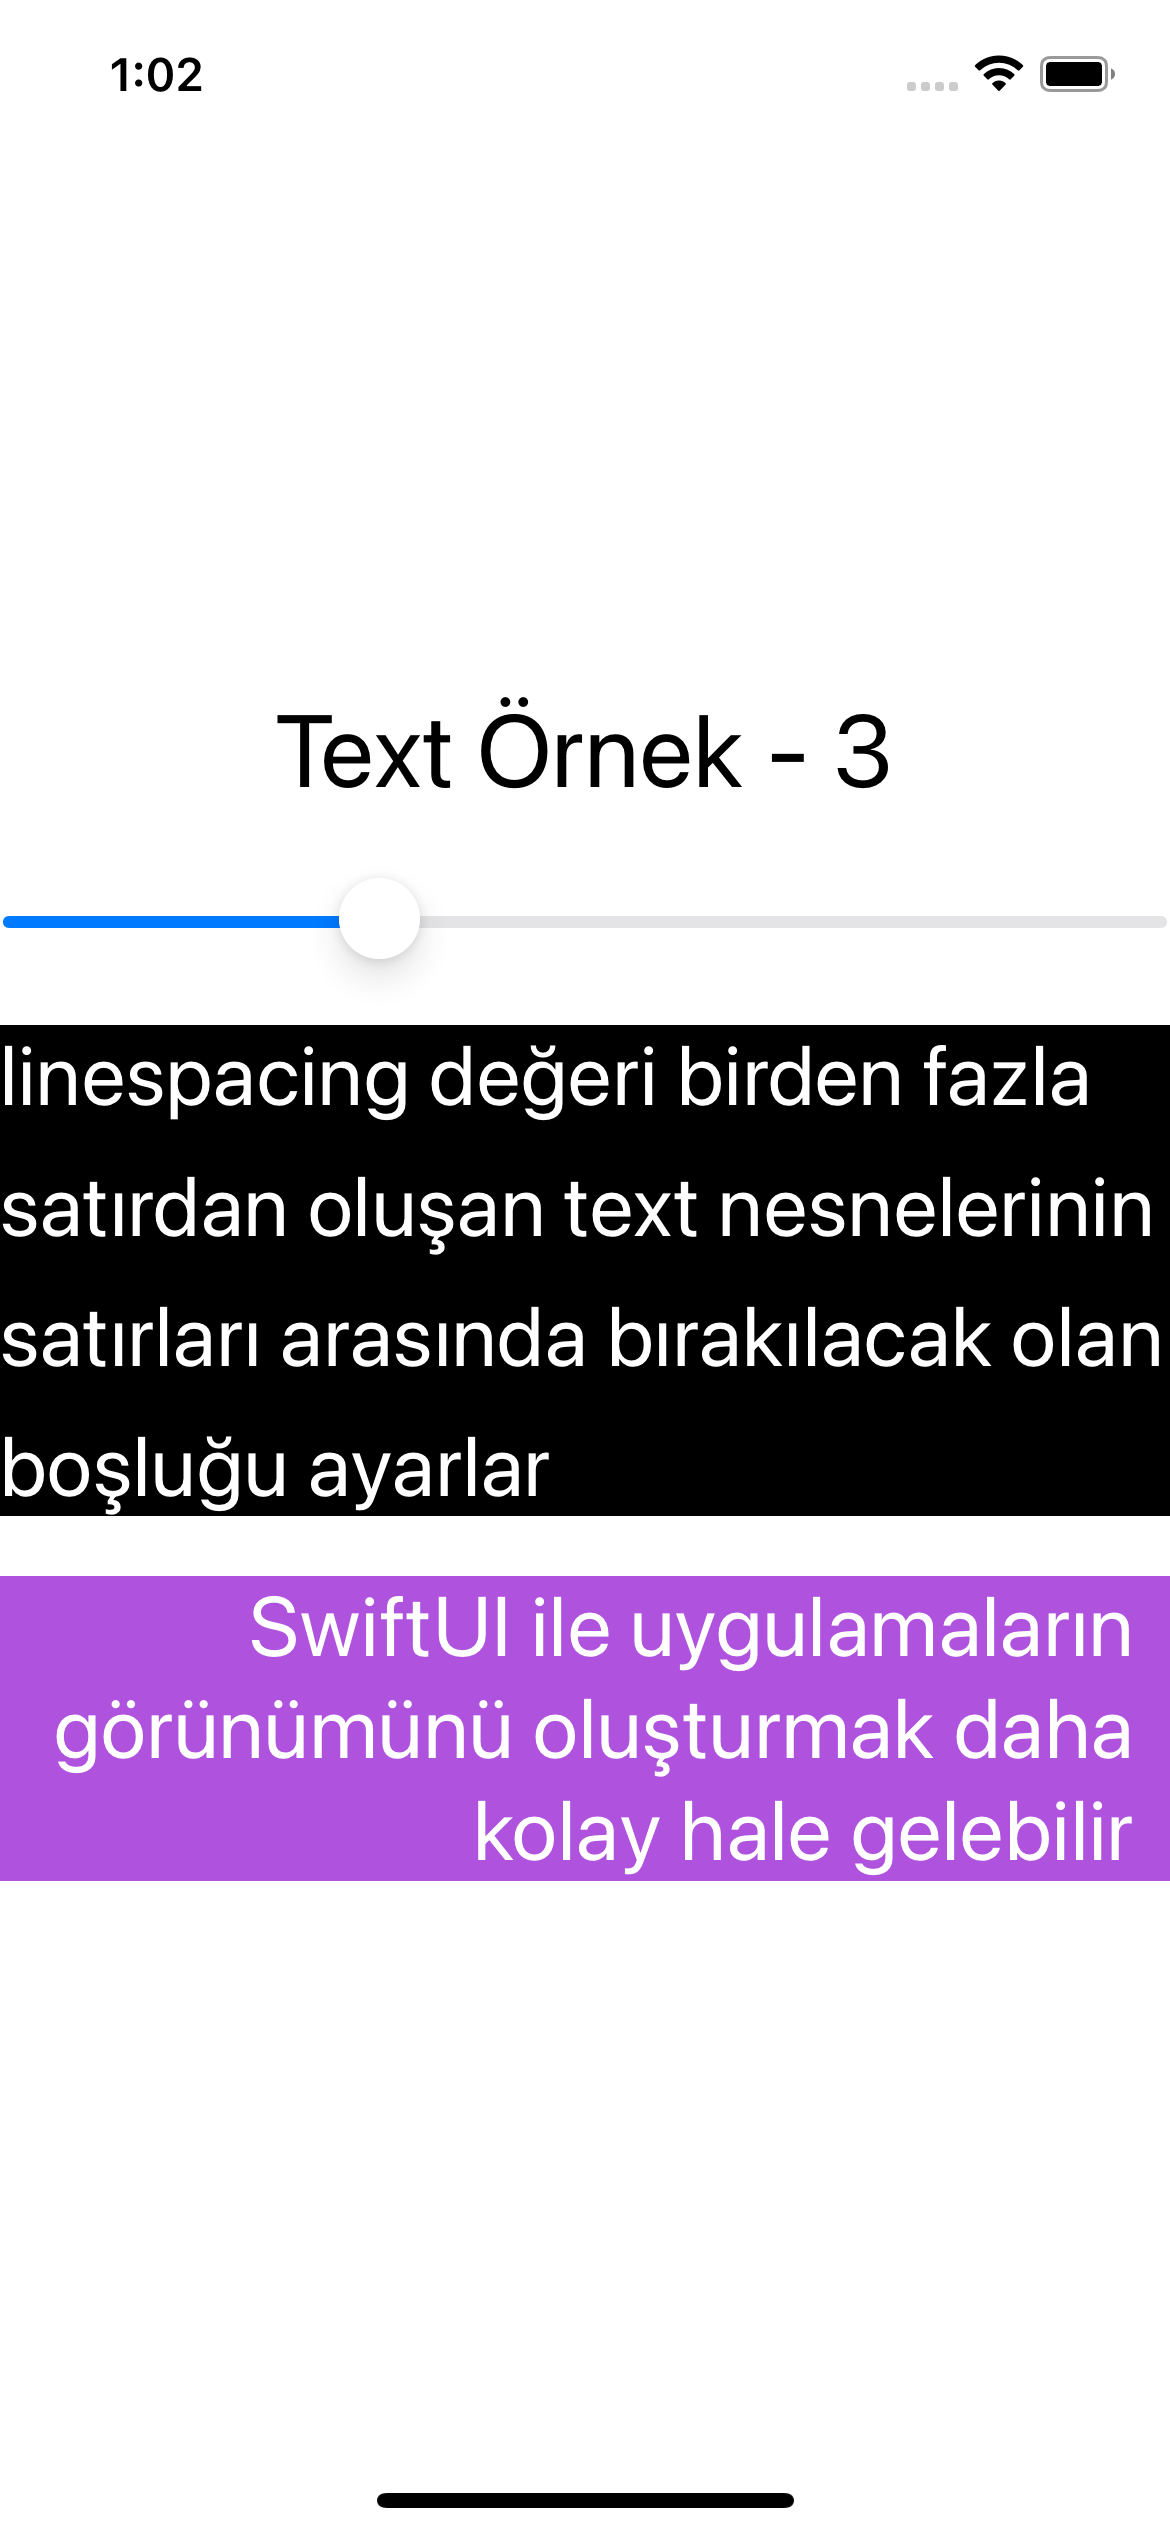 1:02
Text Örnek - 3
linespacing değeri birden fazla
satırdan oluşan text nesnelerinin
satırları arasında bırakılacak olan
boşluğu ayarlar
SwiftUI ile uygulamaların
görünümünü oluşturmak daha
kolay hale gelebilir